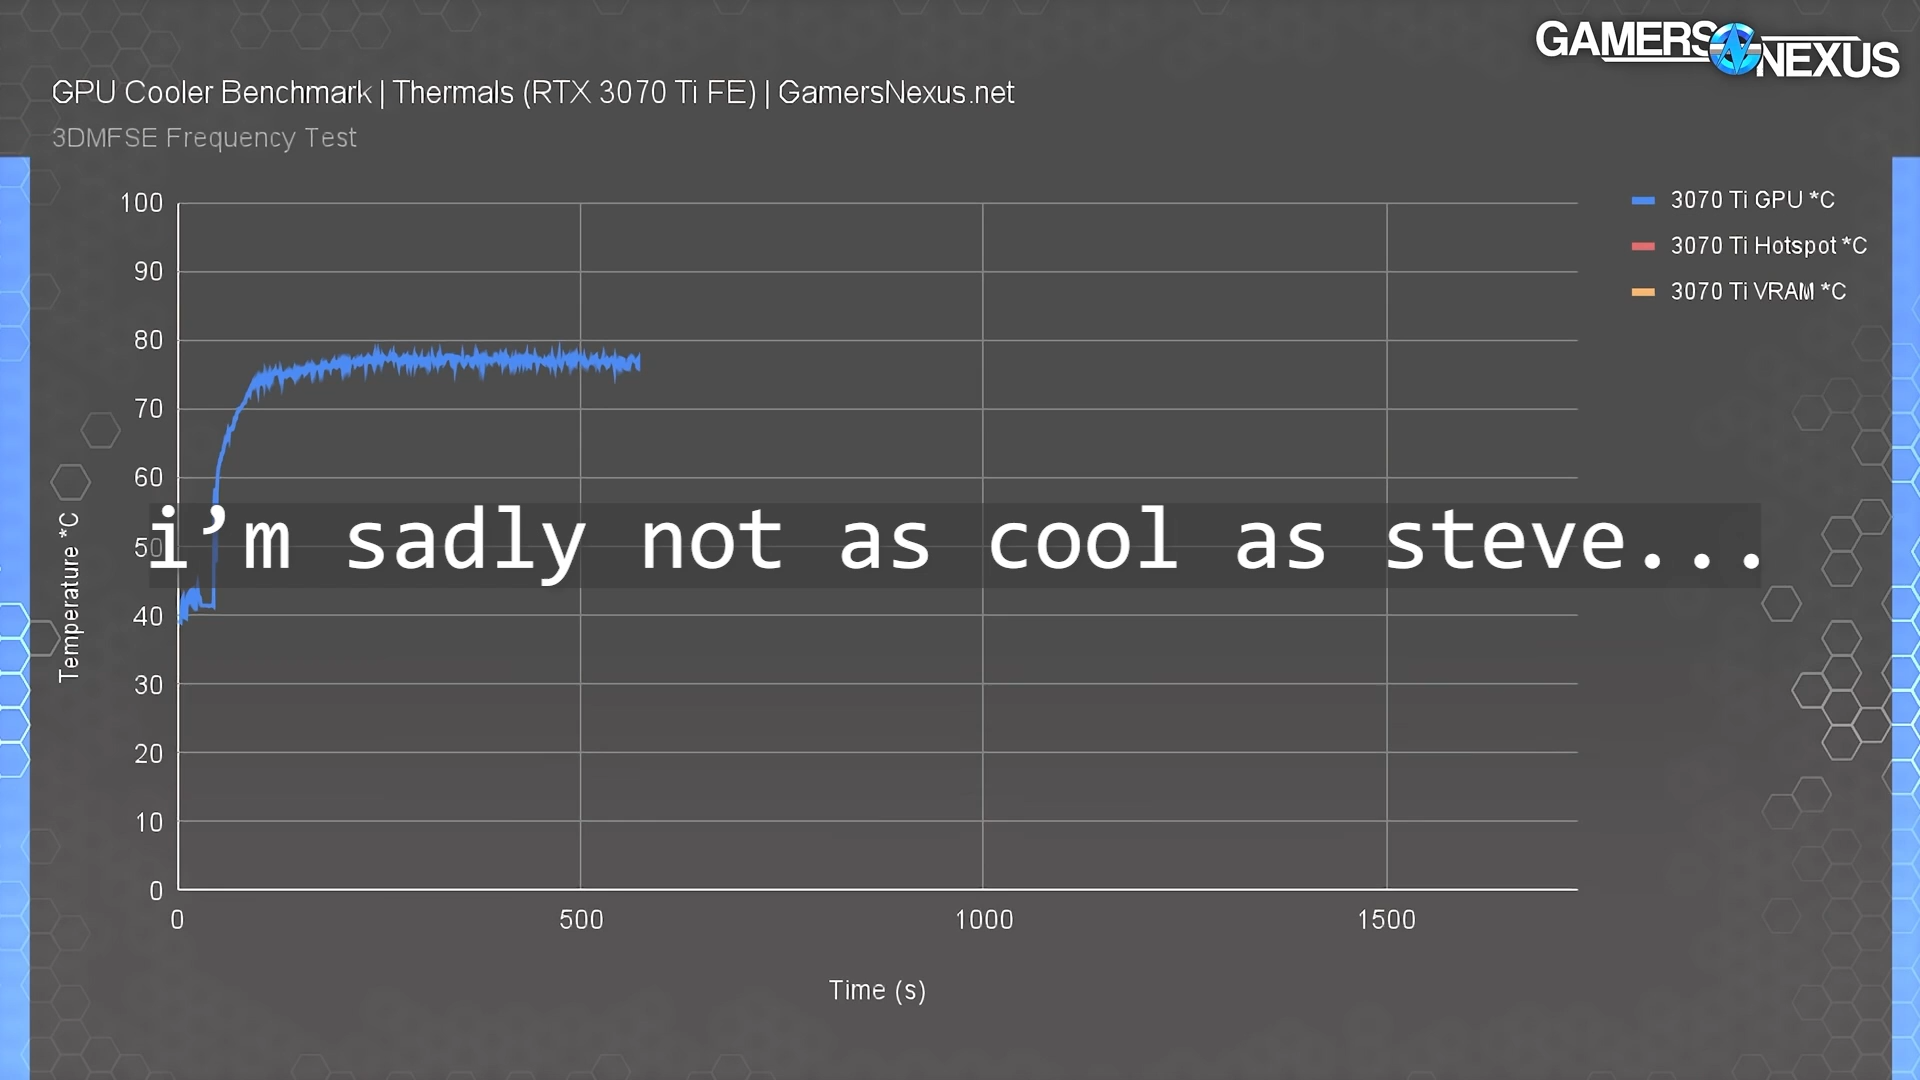 GAMERS NEXUS
GPU Cooler Benchmark | Thermals (RTX 3070 Ti FE) | GamersNexus.net
3DMFSE Frequency Test
3070 Ti GPU *C
3070 Ti Hotspot *C
3070 Ti VRAM *C
100
90
80
70
60
50
40
30
20
10
0
Temperature *C
i’m sadly not as cool as steve...
0 500 1000 1500
Time (s)